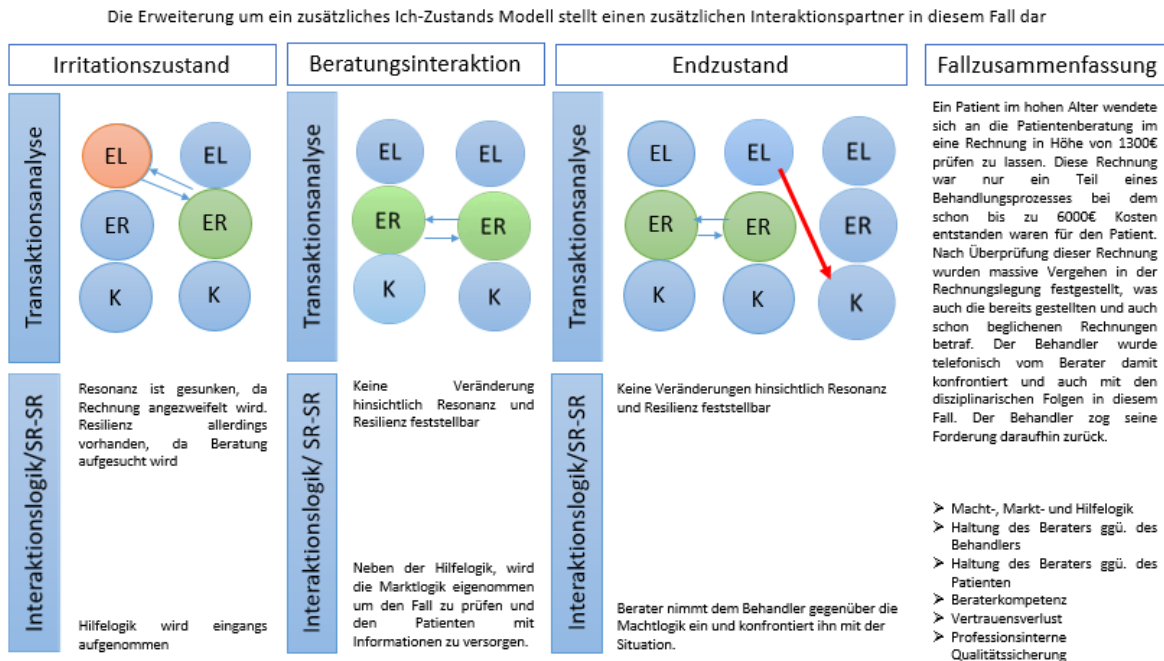 Die Erweiterung um ein zusätzliches Ich-Zustands Modell stellt einen zusätzlichen Interaktionspartner in diesem Fall dar
Irritationszustand
Transaktionsanalyse
EL
EL
ER
ER
K
K
Interaktionslogik/SR-SR
Resonanz ist gesunken, da
Rechnung angezweifelt wird.
Resilienz allerdings
vorhanden, da Beratung
aufgesucht wird
Hilfelogik wird eingangs
aufgenommen
Beratungsinteraktion
Transaktionsanalyse
EL
EL
ER
ER
K
K
Interaktionslogik/ SR-SR
Keine Veränderung
hinsichtlich Resonanz und
Resilienz feststellbar
Neben der Hilfelogik, wird
die Marktlogik eigenommen
um den Fall zu prüfen und
den Patienten mit
Informationen zu versorgen.
Endzustand
Transaktionsanalyse
EL
EL
EL
ER
ER
ER
K
K
K
Interaktionslogik/SR-SR
Keine Veränderungen hinsichtlich Resonanz
und Resilienz feststellbar
Berater nimmt dem Behandler gegenüber die
Machtlogik ein und konfrontiert ihn mit der
Situation.
Fallzusammenfassung
Ein Patient im hohen Alter wendete
sich an die Patientenberatung im
eine Rechnung in Höhe von 1300€
prüfen zu lassen. Diese Rechnung
war nur ein Teil eines
Behandlungsprozesses bei dem
schon bis zu 6000€ Kosten
entstanden waren für den Patient.
Nach Überprüfung dieser Rechnung
wurden massive Vergehen in der
Rechnungslegung festgestellt, was
auch die bereits gestellten und auch
schon beglichenen Rechnungen
betraf. Der Behandler wurde
telefonisch vom Berater damit
konfrontiert und auch mit den
disziplinarischen Folgen in diesem
Fall. Der Behandler zog seine
Forderung daraufhin zurück.
➢ Macht-, Markt- und Hilfelogik
➢ Haltung des Beraters ggü. des
Behandlers
➢ Haltung des Beraters ggü. des
Patienten
➢ Beraterkompetenz
➢ Vertrauensverlust
➢ Professionsinterne
Qualitätssicherung